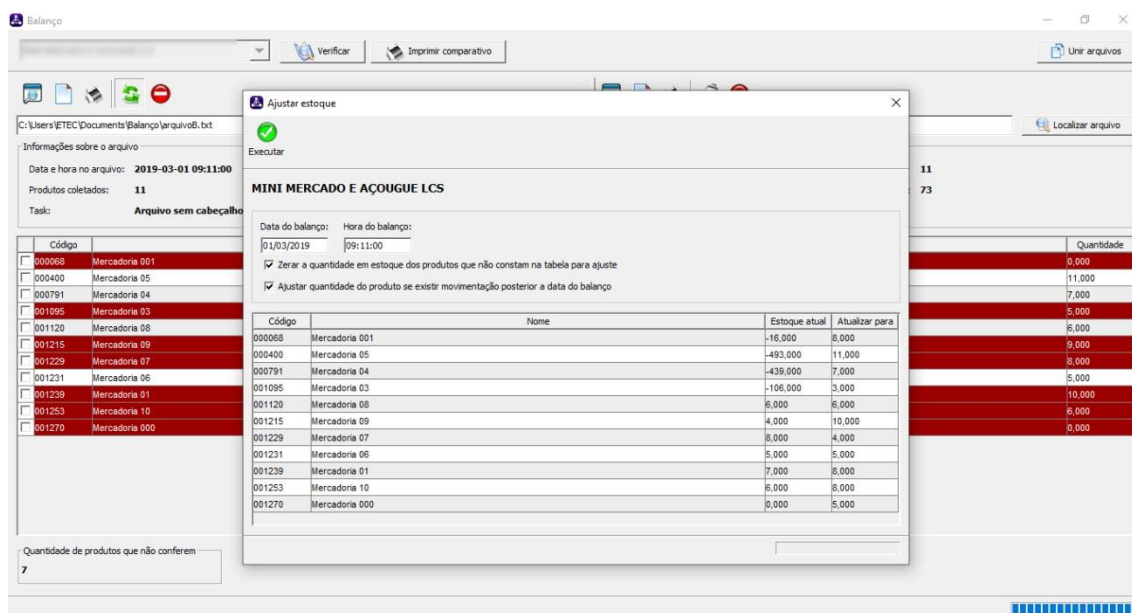 Balanço
Verificar Imprimir comparativo Unir arquivos
C:\Users\ETEC\Documents\Balanço\arquivoB.txt Localizar arquivo
Informações sobre o arquivo
Data e hora no arquivo: 2019-03-01 09:11:00 11
Produtos coletados: 11 73
Task: Arquivo sem cabeçalho
Código Quantidade
000068 Mercadoria 001 0,000
000400 Mercadoria 05 11,000
000791 Mercadoria 04 7,000
001095 Mercadoria 03 5,000
001120 Mercadoria 08 6,000
001215 Mercadoria 09 9,000
001229 Mercadoria 07 8,000
001231 Mercadoria 06 5,000
001239 Mercadoria 01 10,000
001253 Mercadoria 10 6,000
001270 Mercadoria 000 0,000
Quantidade de produtos que não conferem
7
Ajustar estoque
Executar
MINI MERCADO E AÇOUGUE LCS
Data do balanço: Hora do balanço:
01/03/2019 09:11:00
Zerar a quantidade em estoque dos produtos que não constam na tabela para ajuste
Ajustar quantidade do produto se existir movimentação posterior a data do balanço
Código Nome Estoque atual Atualizar para
000068 Mercadoria 001 -16,000 8,000
000400 Mercadoria 05 -493,000 11,000
000791 Mercadoria 04 -439,000 7,000
001095 Mercadoria 03 -106,000 3,000
001120 Mercadoria 08 6,000 6,000
001215 Mercadoria 09 4,000 10,000
001229 Mercadoria 07 8,000 4,000
001231 Mercadoria 06 5,000 5,000
001239 Mercadoria 01 7,000 8,000
001253 Mercadoria 10 6,000 8,000
001270 Mercadoria 000 0,000 5,000